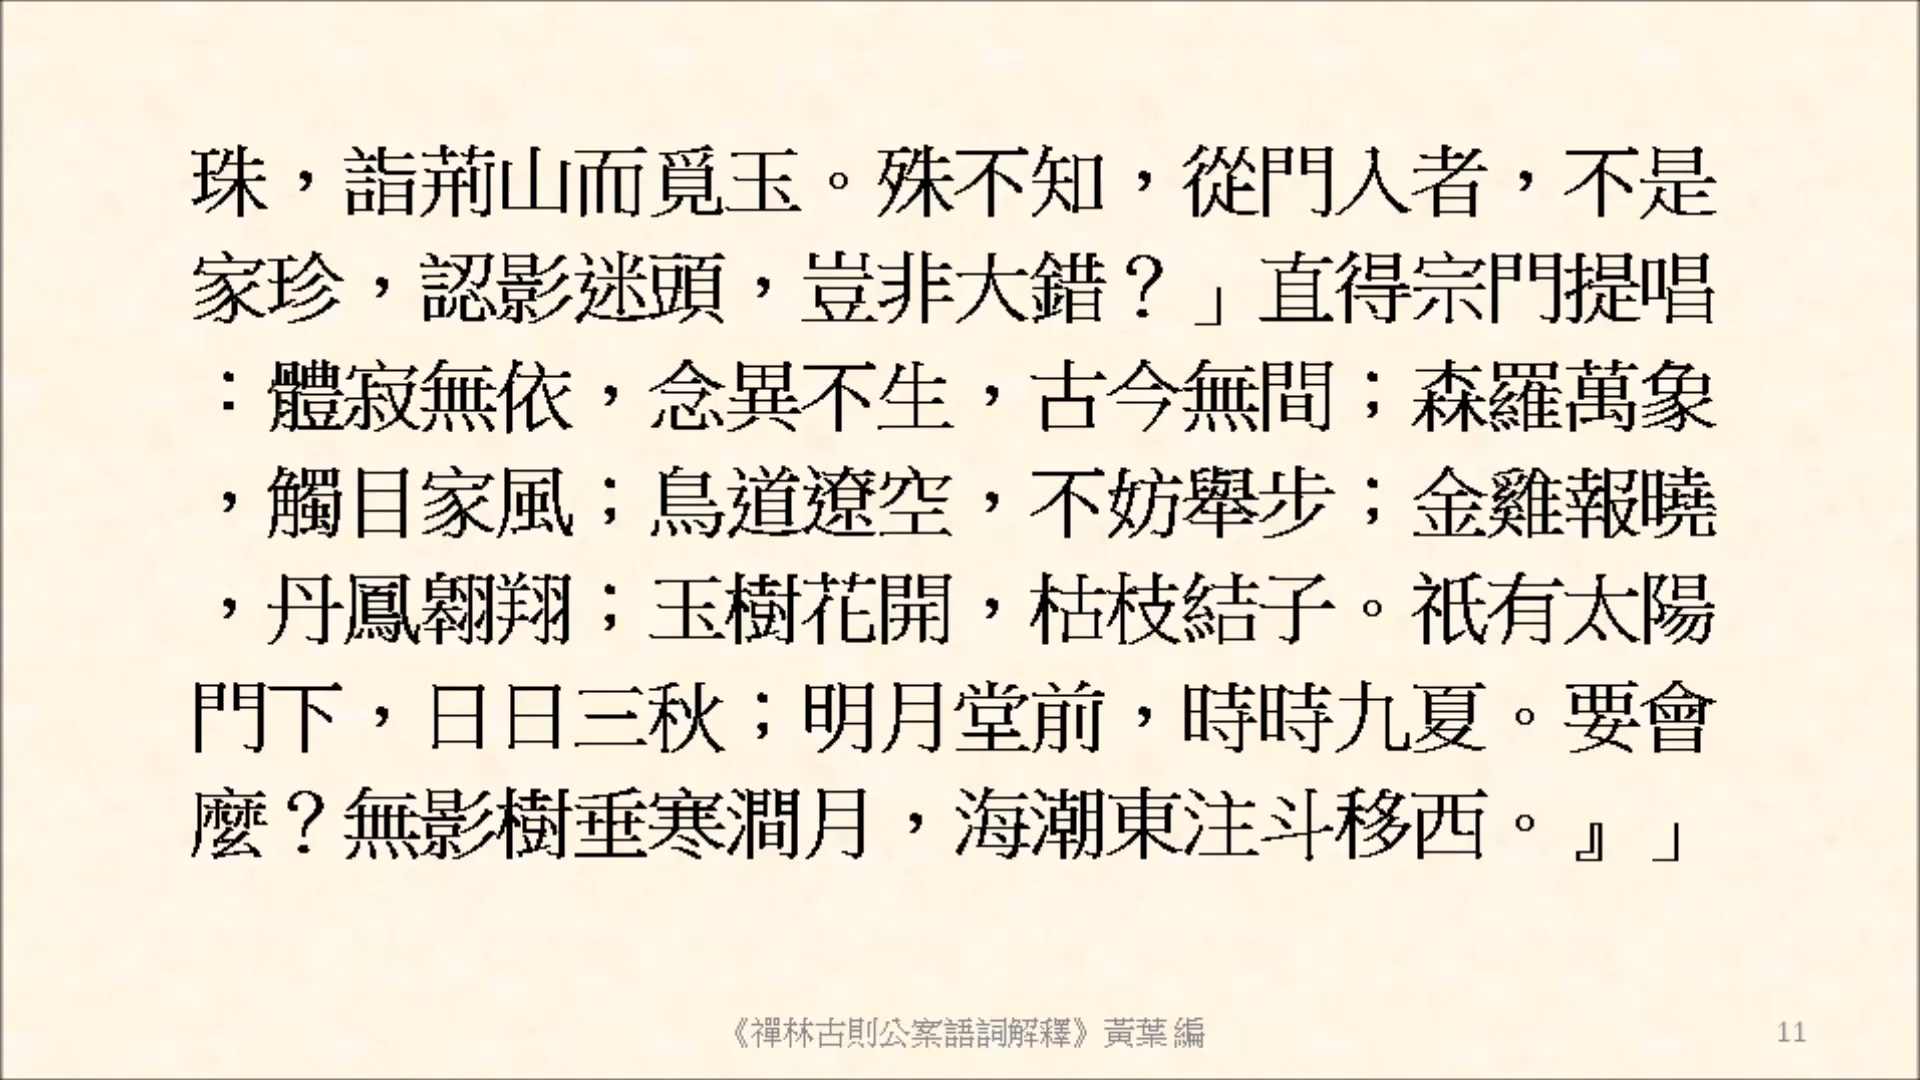 珠，詣荊山而覓玉。殊不知，從門入者，不是
家珍，認影迷頭，豈非大錯？」直得宗門提唱
：體寂無依，念異不生，古今無間；森羅萬象
，觸目家風；鳥道遼空，不妨舉步；金雞報曉
，丹鳳翱翔；玉樹花開，枯枝結子。祇有太陽
門下，日日三秋；明月堂前，時時九夏。要會
麼？無影樹垂寒澗月，海潮東注斗移西。』」
《禪林古則公案語詞解釋》黃葉 編
11